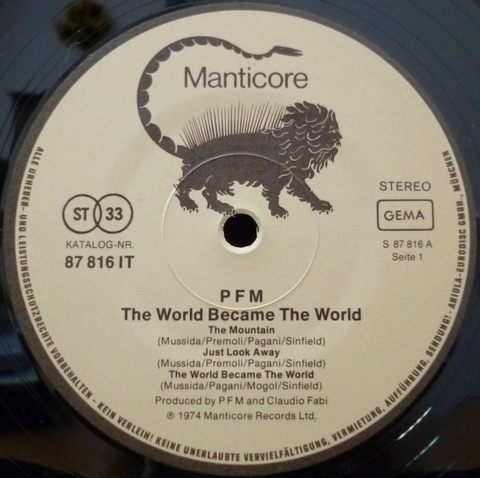 Manticore
ST 33
STEREO
GEMA
KATALOG-NR.
87 816 IT
S 87 816 A
Seite 1
PFM
The World Became The World
The Mountain
(Mussida/Premoli/Pagani/Sinfield)
Just Look Away
(Mussida/Premoli/Pagani/Sinfield)
The World Became The World
(Mussida/Pagani/Mogol/Sinfield)
Produced by PFM and Claudio Fabi
℗ 1974 Manticore Records Ltd.
ALLE URHEBER- UND LEISTUNGSSCHUTZRECHTE VORBEHALTEN - KEIN VERLEIH! KEINE UNERLAUBTE VERVIELFÄLTIGUNG, VERMIETUNG, AUFFÜHRUNG, SENDUNG! - ARIOLA-EURODISC GMBH. - MÜNCHEN